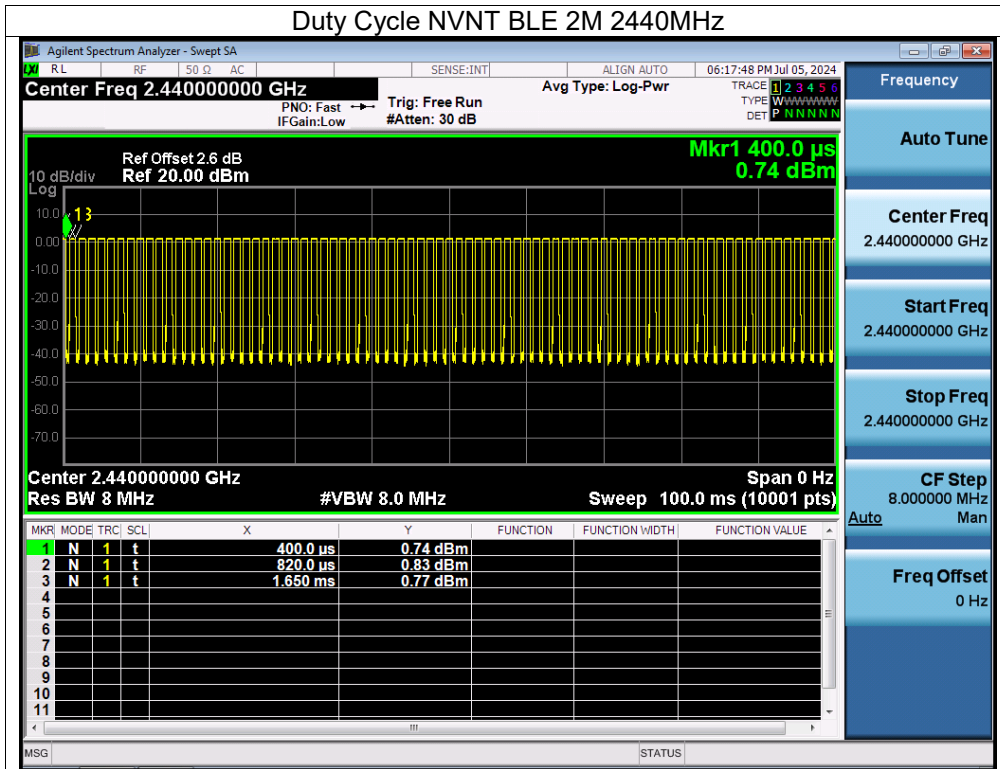 Duty Cycle NVNT BLE 2M 2440MHz
Agilent Spectrum Analyzer - Swept SA
LXI RL RF 50 Ω AC SENSE:INT ALIGN AUTO 06:17:48 PM Jul 05, 2024
Center Freq 2.440000000 GHz
PNO: Fast
IFGain:Low
Trig: Free Run
#Atten: 30 dB
Avg Type: Log-Pwr
TRACE 1 2 3 4 5 6
TYPE WWWWWW
DET P N N N N N
Mkr1 400.0 µs
0.74 dBm
Ref Offset 2.6 dB
10 dB/div Ref 20.00 dBm
Log
10.0
0.00
-10.0
-20.0
-30.0
-40.0
-50.0
-60.0
-70.0
1 3
Center 2.440000000 GHz Span 0 Hz
Res BW 8 MHz #VBW 8.0 MHz Sweep 100.0 ms (10001 pts)
MKR MODE TRC SCL X Y FUNCTION FUNCTION WIDTH FUNCTION VALUE
1 N 1 t 400.0 µs 0.74 dBm
2 N 1 t 820.0 µs 0.83 dBm
3 N 1 t 1.650 ms 0.77 dBm
4
5
6
7
8
9
10
11
MSG STATUS
Frequency
Auto Tune
Center Freq
2.440000000 GHz
Start Freq
2.440000000 GHz
Stop Freq
2.440000000 GHz
CF Step
8.000000 MHz
Auto Man
Freq Offset
0 Hz